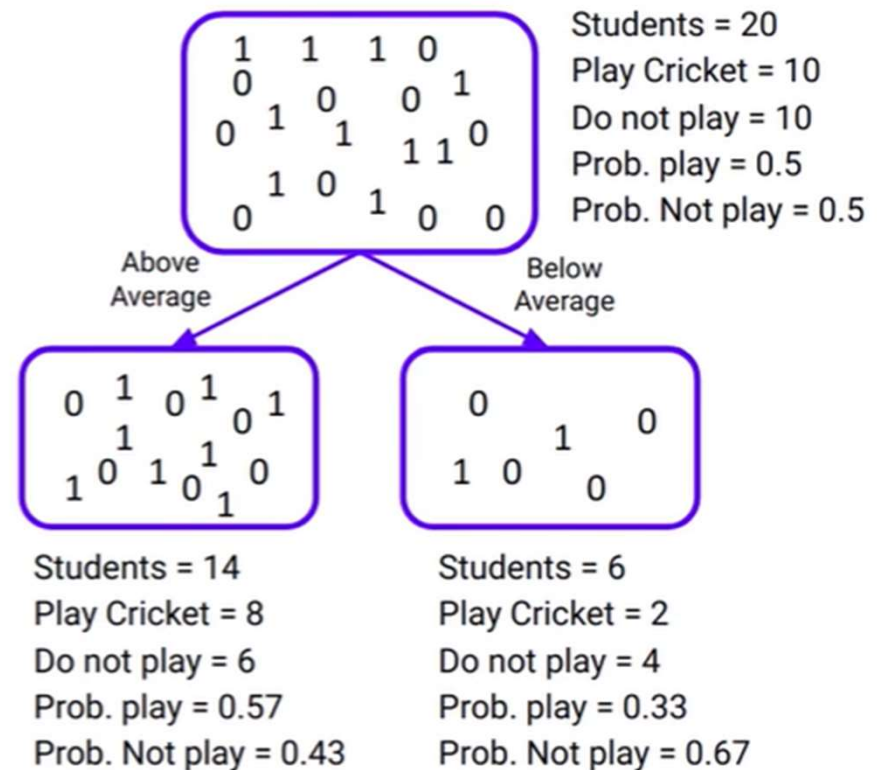 1 1 1 0
0 1
0 0
1
0 1 0
1 1
1 0
1
0 0 0
Students = 20
Play Cricket = 10
Do not play = 10
Prob. play = 0.5
Prob. Not play = 0.5
Above
Average
Below
Average
0 1 0 1 1
0
1
1
1 0 1 0 0
1
Students = 14
Play Cricket = 8
Do not play = 6
Prob. play = 0.57
Prob. Not play = 0.43
0 0
1
1 0
0
Students = 6
Play Cricket = 2
Do not play = 4
Prob. play = 0.33
Prob. Not play = 0.67